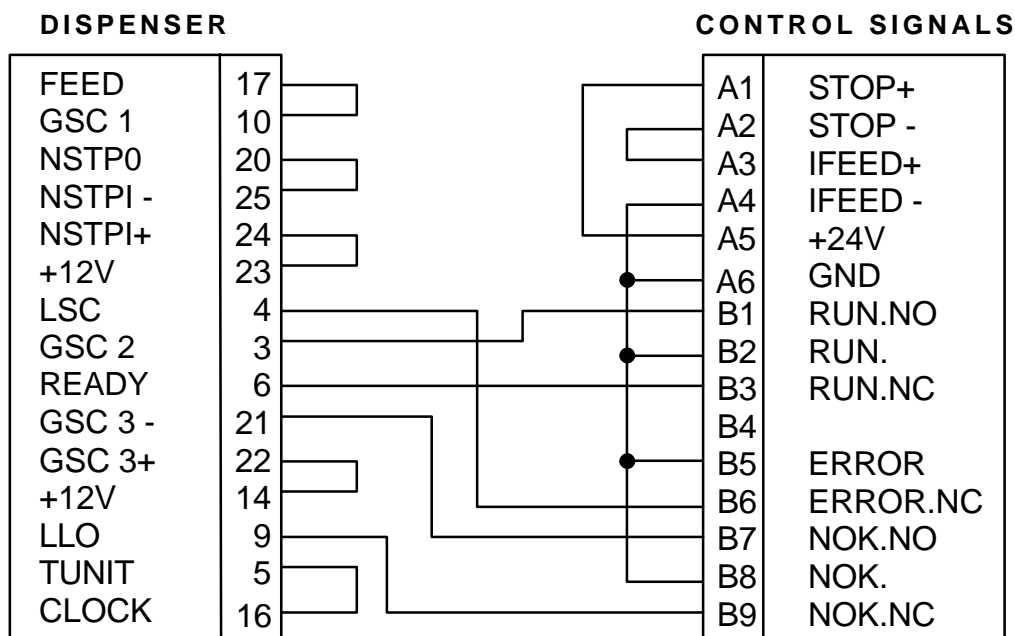 DISPENSER
FEED 17
GSC 1 10
NSTP0 20
NSTPI - 25
NSTPI+ 24
+12V 23
LSC 4
GSC 2 3
READY 6
GSC 3 - 21
GSC 3+ 22
+12V 14
LLO 9
TUNIT 5
CLOCK 16
CONTROL SIGNALS
A1 STOP+
A2 STOP -
A3 IFEED+
A4 IFEED -
A5 +24V
A6 GND
B1 RUN.NO
B2 RUN.
B3 RUN.NC
B4
B5 ERROR
B6 ERROR.NC
B7 NOK.NO
B8 NOK.
B9 NOK.NC